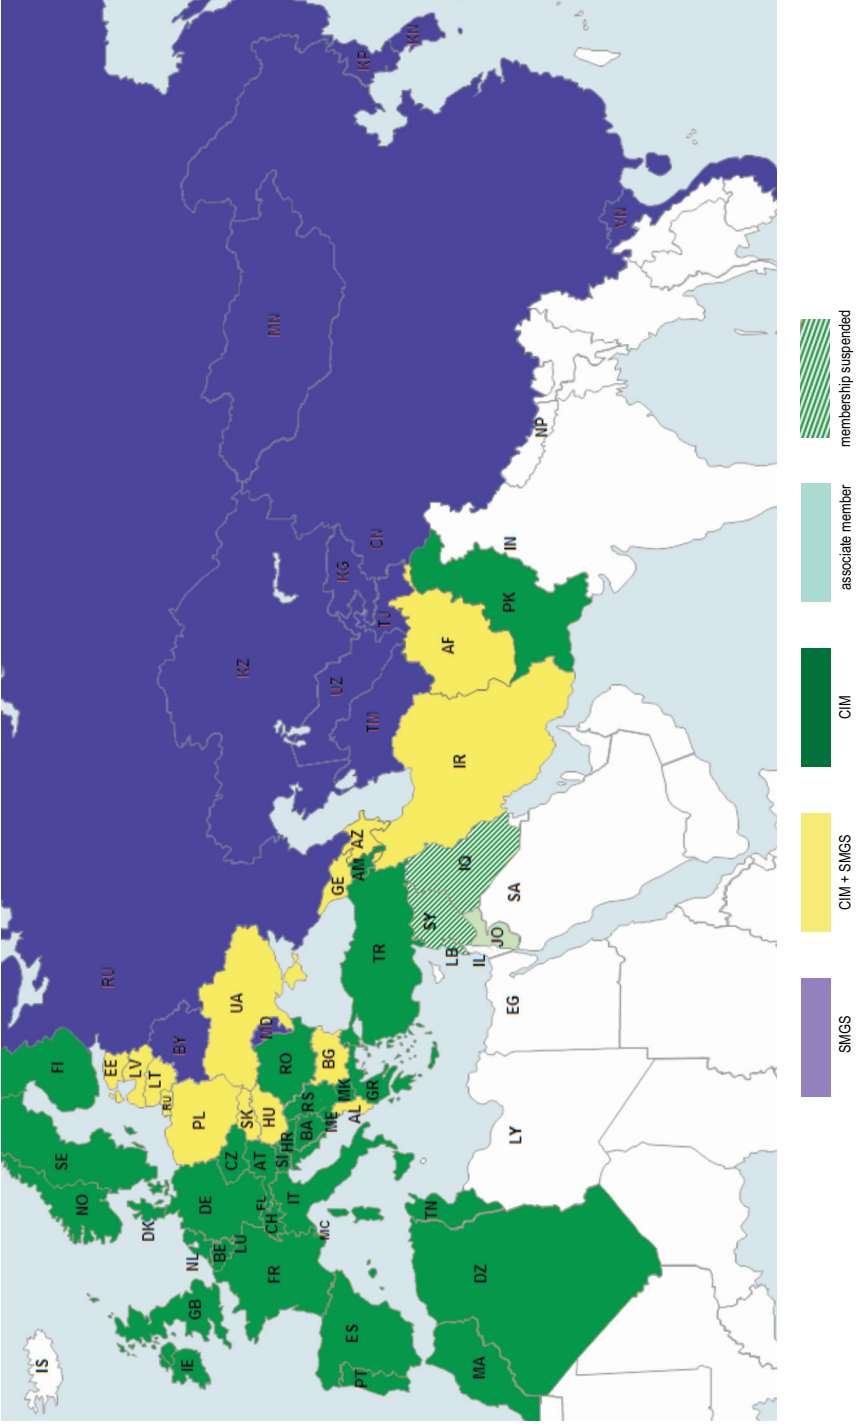 IS
FI
SE
NO
RU
EE
LV
DK
LT
RU
BY
IE
NL
GB
PL
DE
BE
CZ
UA
LU
KZ
SK
AT
FL
MD
HU
CH
FR
MN
SI
RO
HR
IT
BA
RS
MC
BG
ME
UZ
GE
KG
MK
ES
AL
AZ
AM
PT
KP
GR
TM
CN
TR
TJ
KN
SY
TN
AF
LB
IR
IQ
IL
MA
DZ
JO
PK
IN
EG
SA
LY
NP
VN
SMGS
CIM + SMGS
CIM
associate member
membership suspended